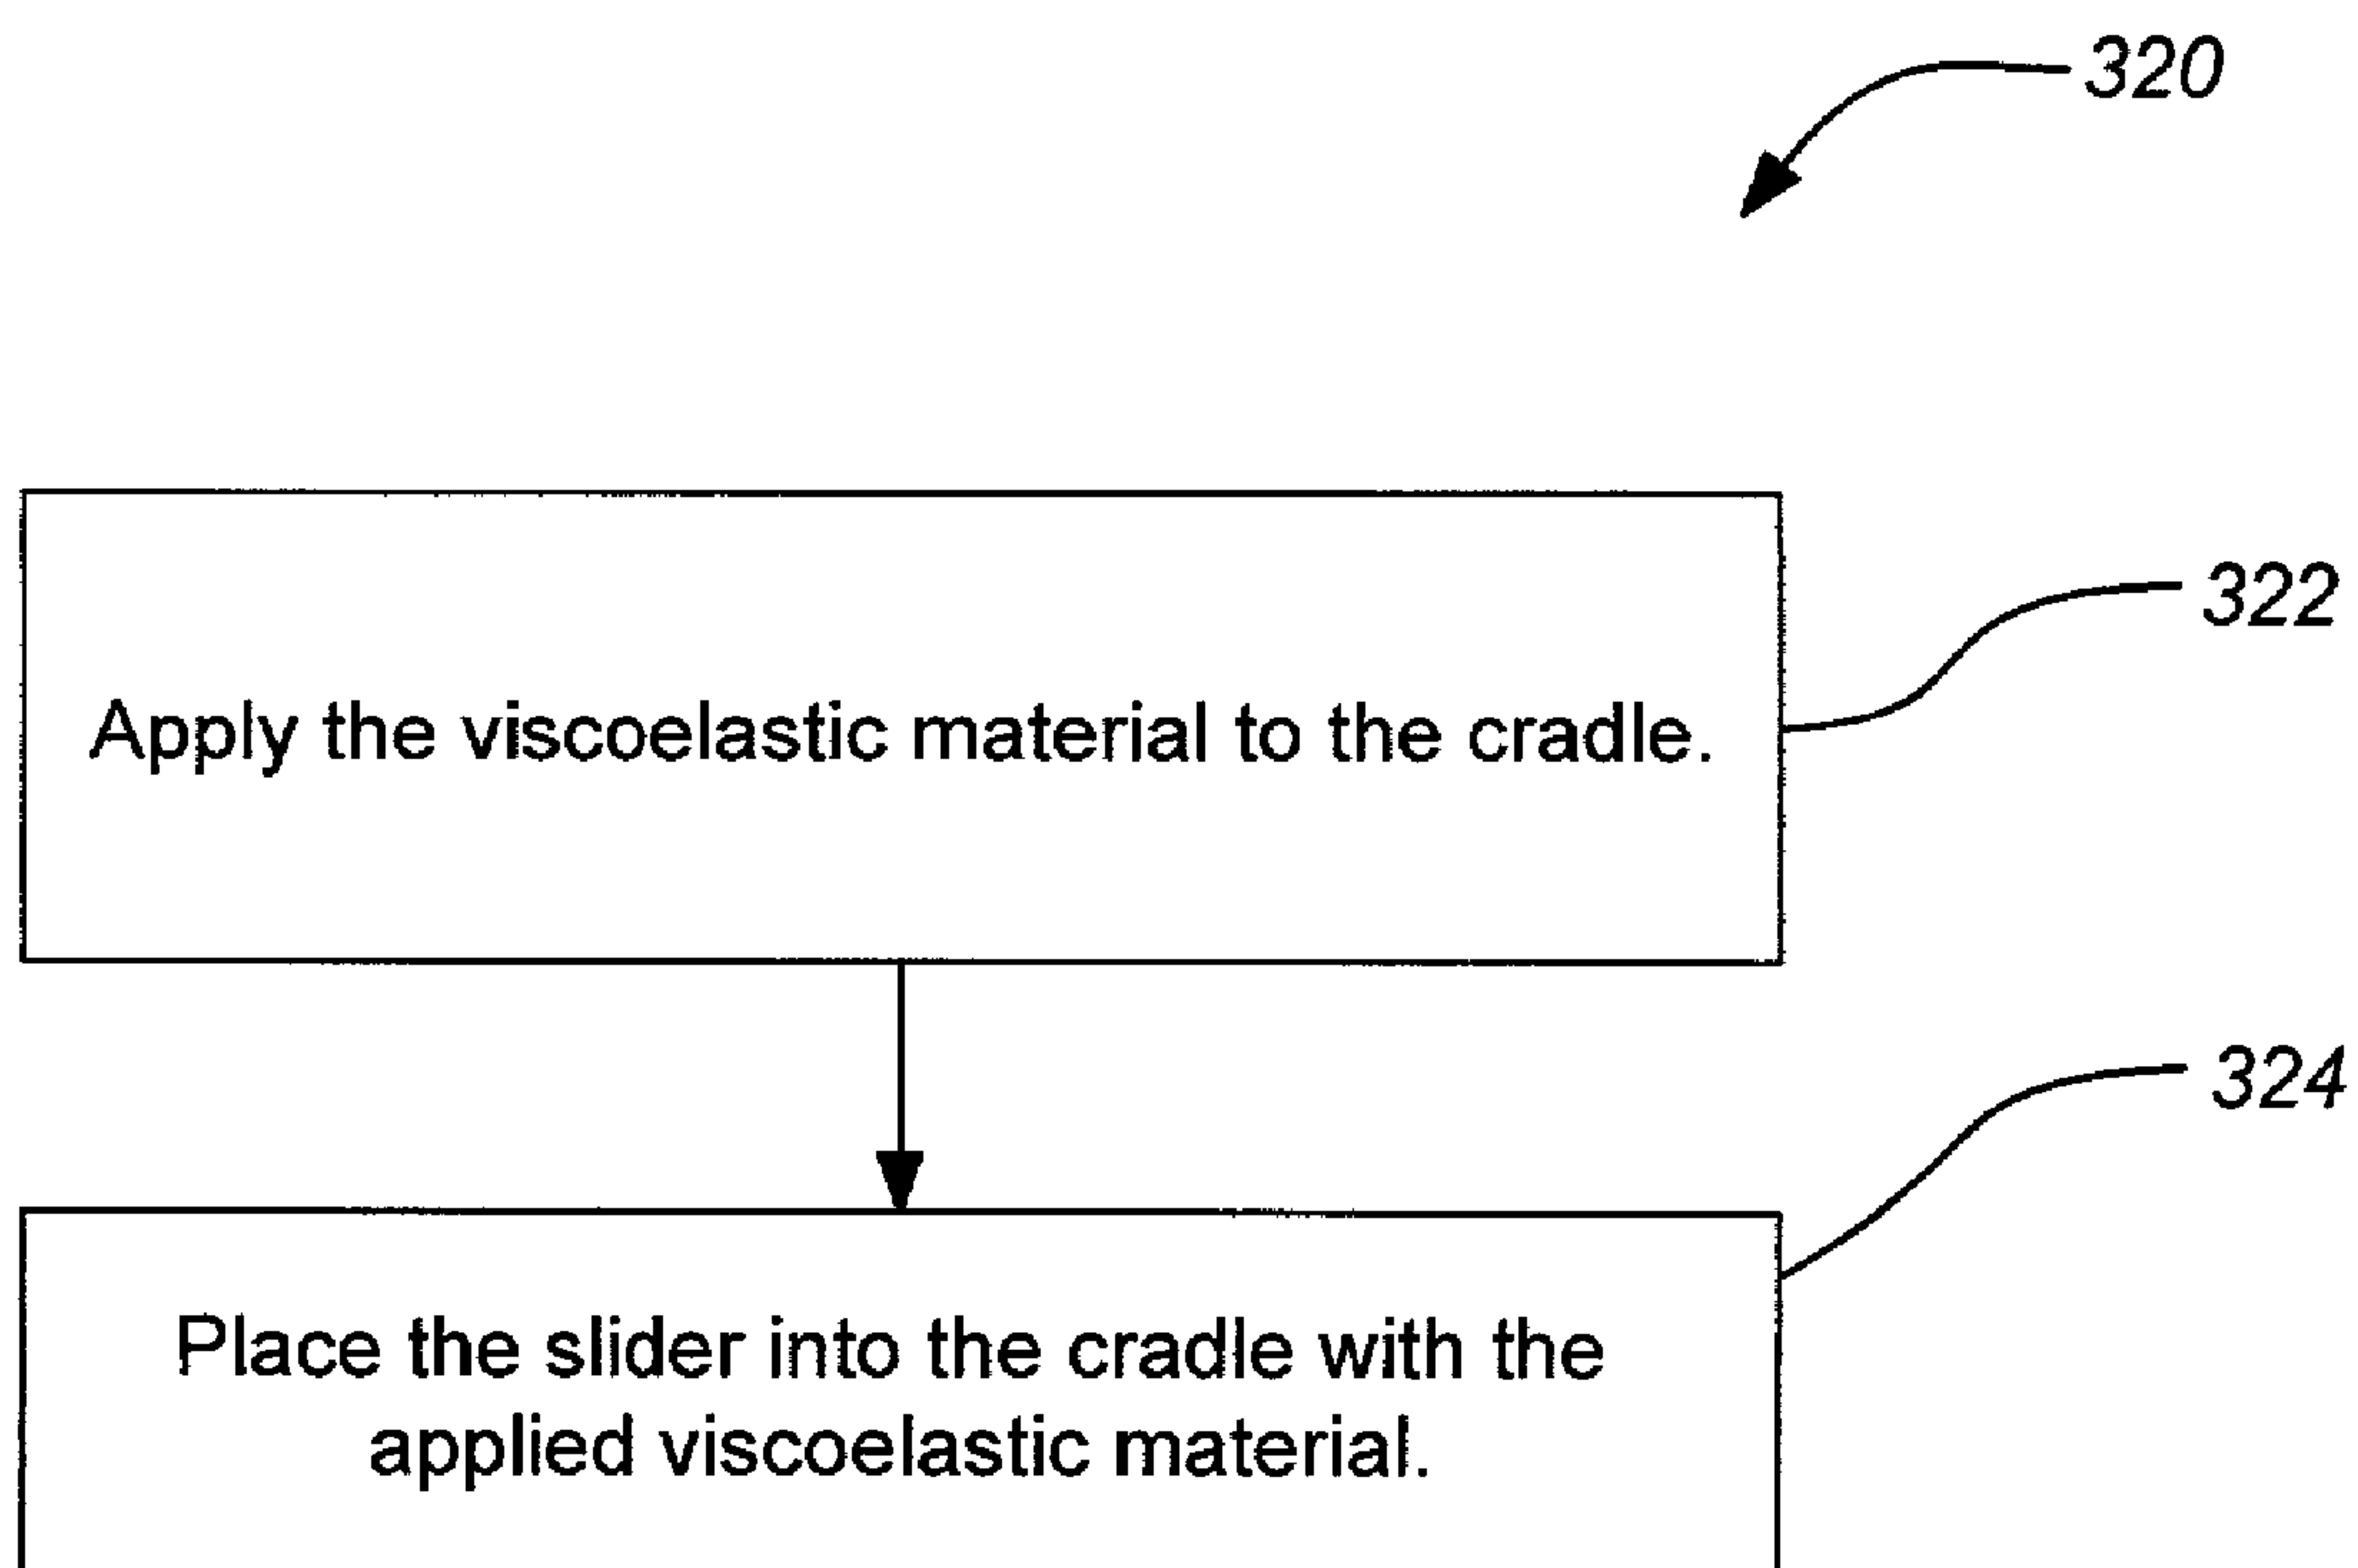 320
322
Apply the viscoelastic material to the cradle.
324
Place the slider into the cradle with the
applied viscoelastic material.